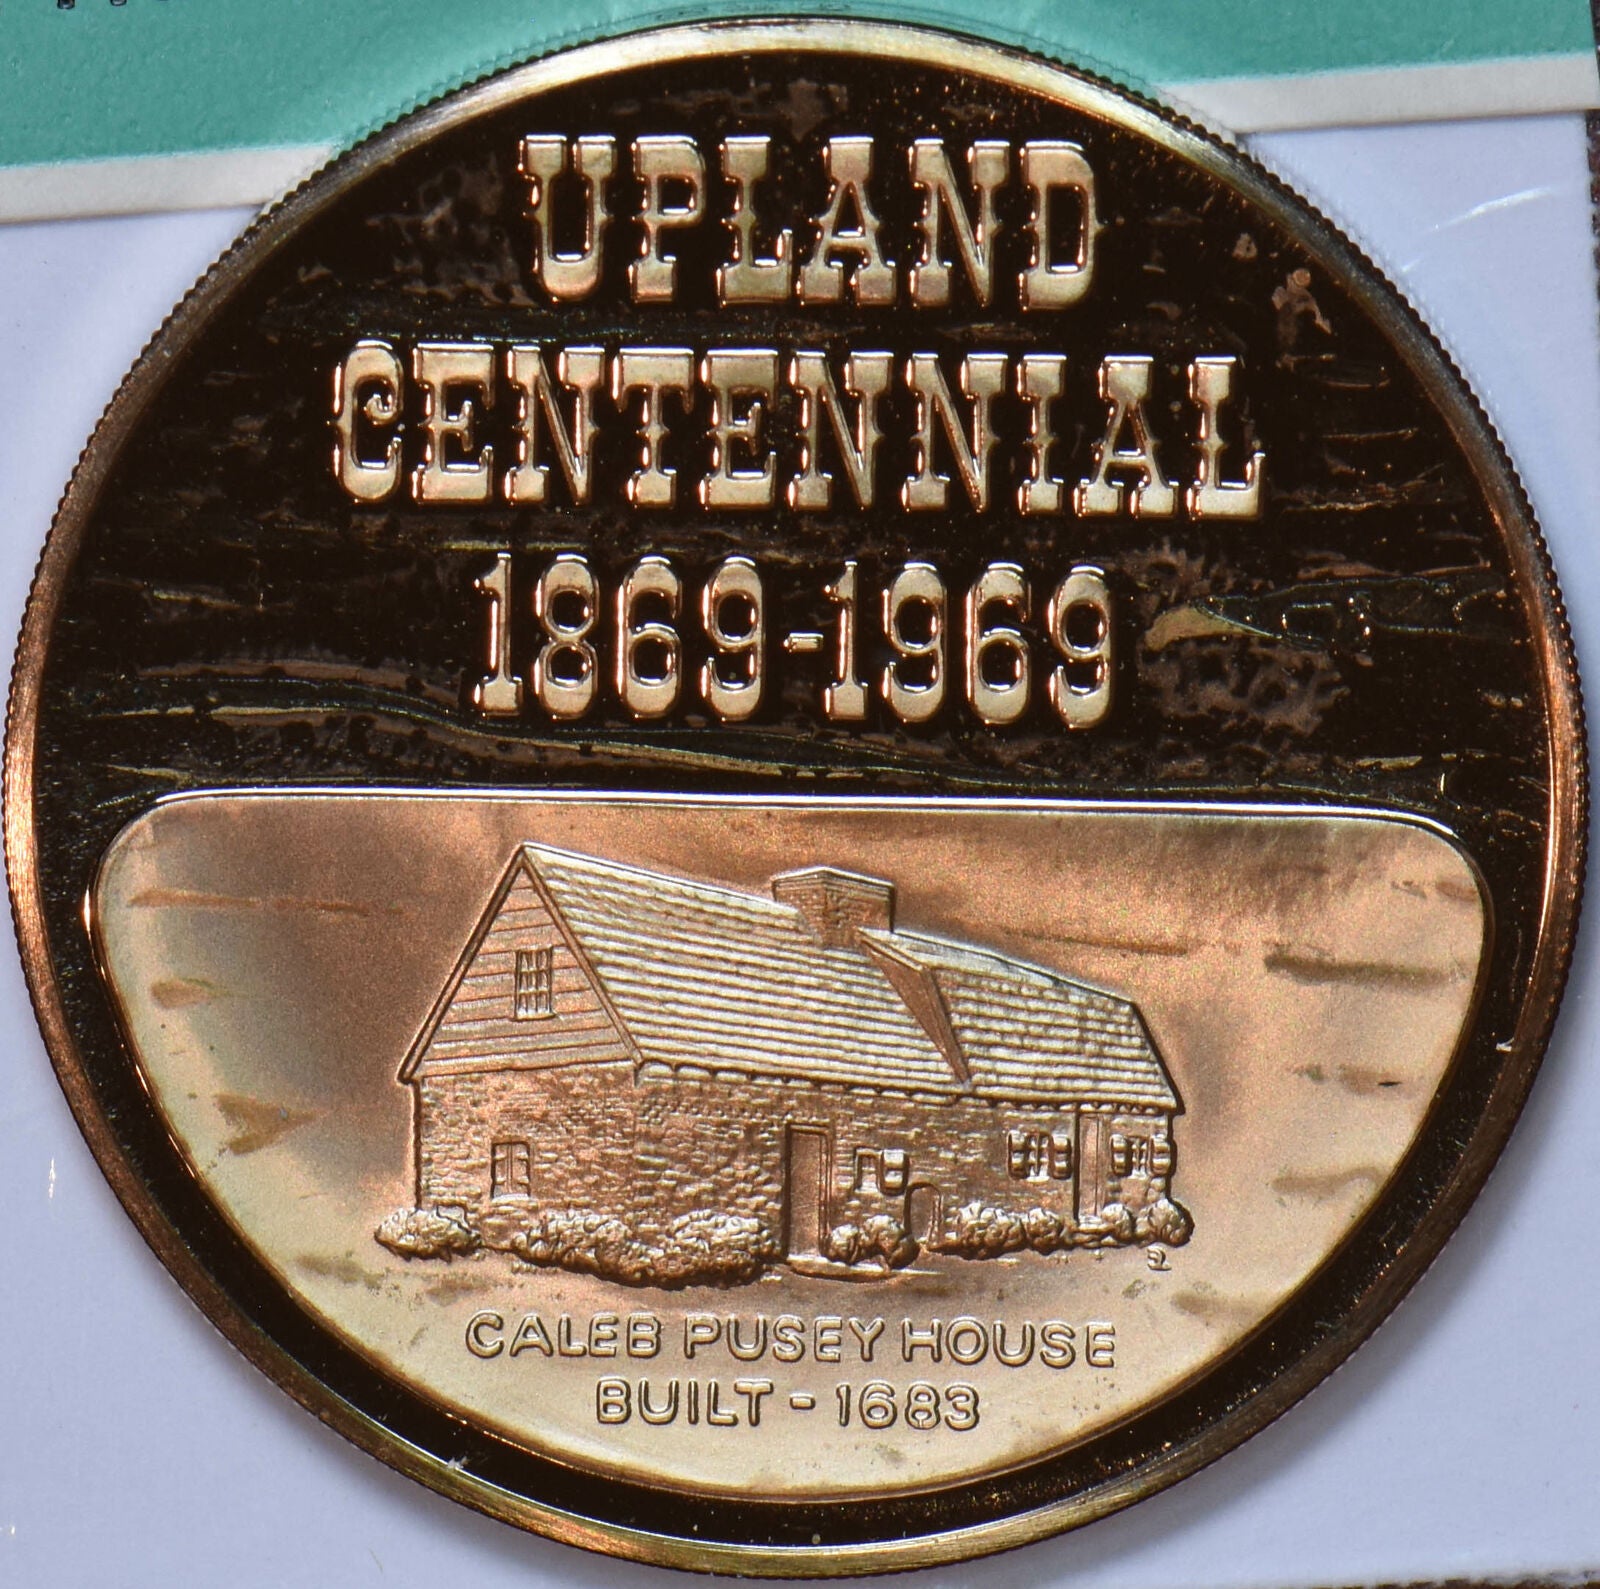 UPLAND
CENTENNIAL
1869-1969
CALEB PUSEY HOUSE
BUILT - 1683